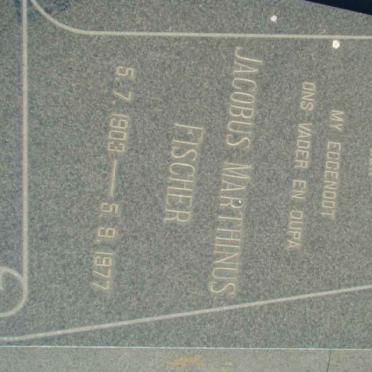 MY EGGENOOT
ONS VADER EN OUPA
JACOBUS MARTHINUS
FISCHER
5.7.1903 — 5.9.1977